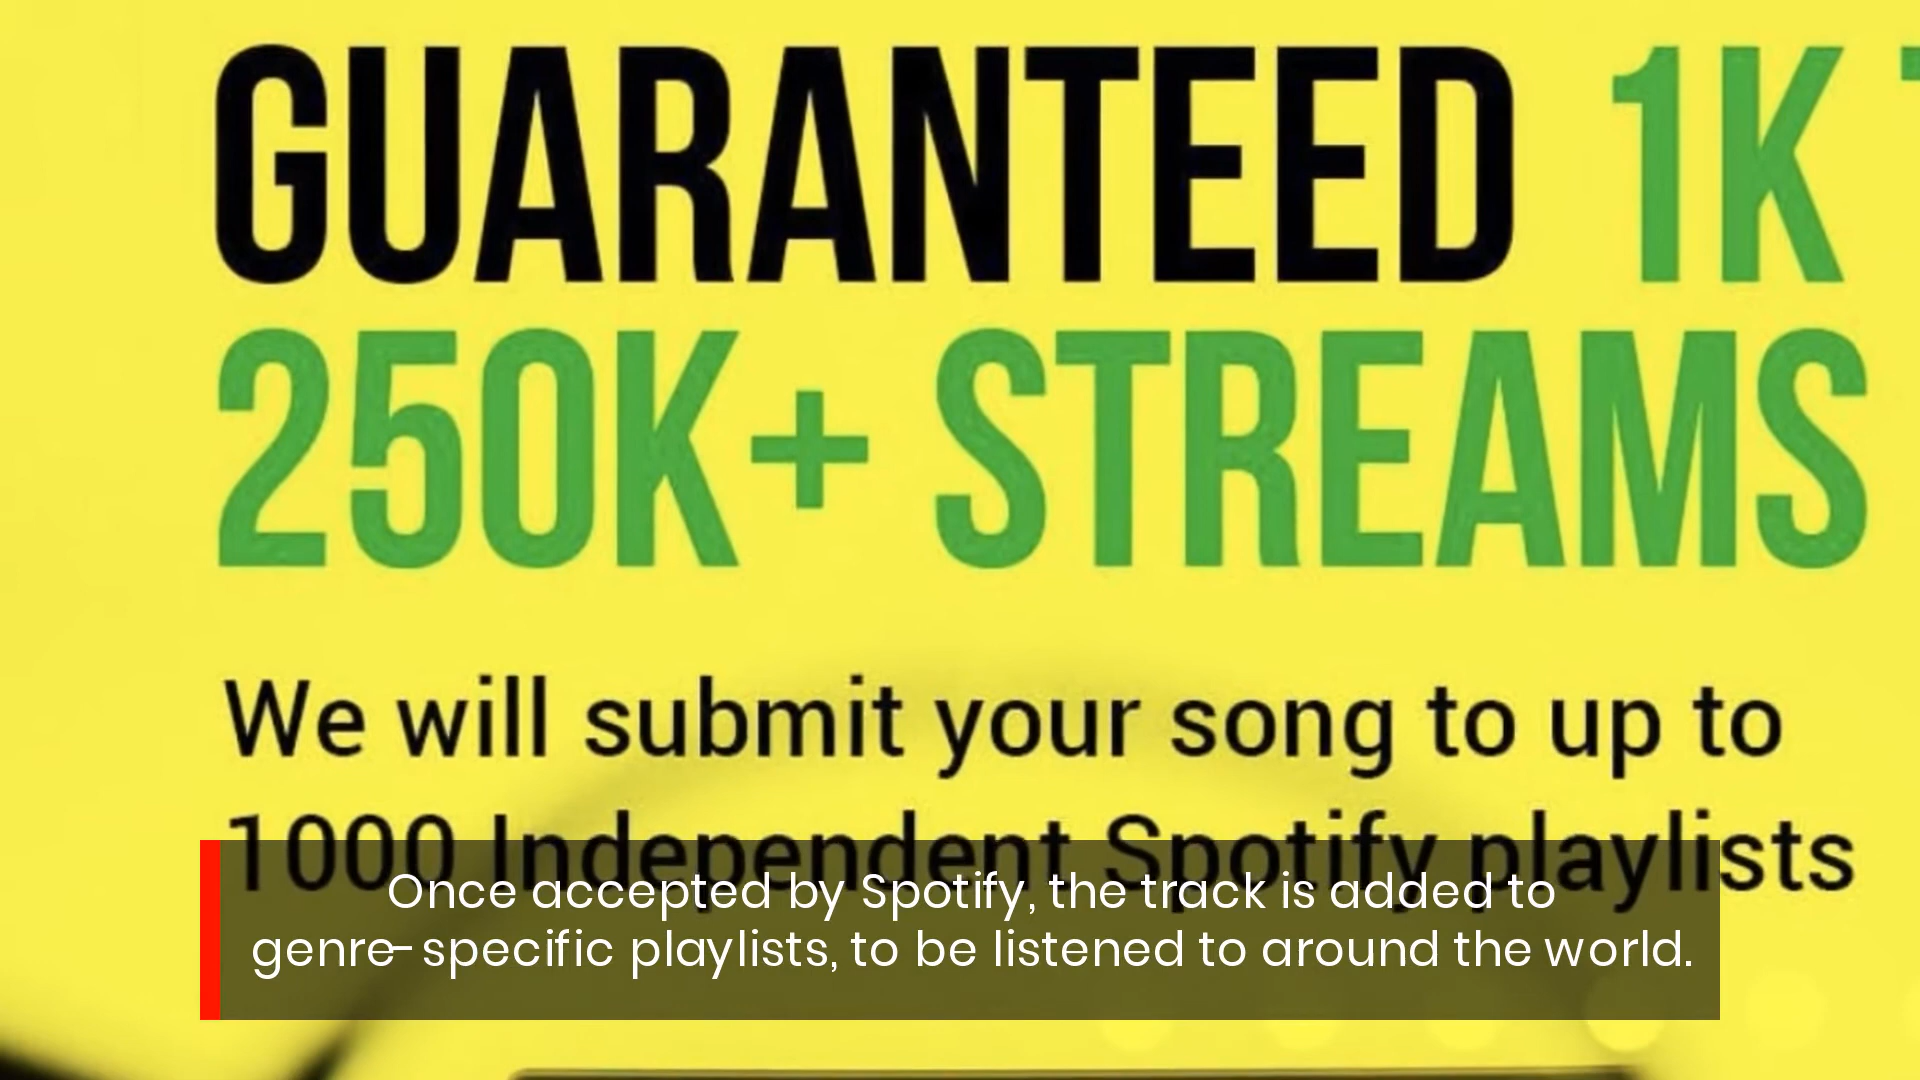 GUARANTEED 1K
250K+ STREAMS
We will submit your song to up to
1000 Independent Spotify playlists
Once accepted by Spotify, the track is added to
genre-specific playlists, to be listened to around the world.